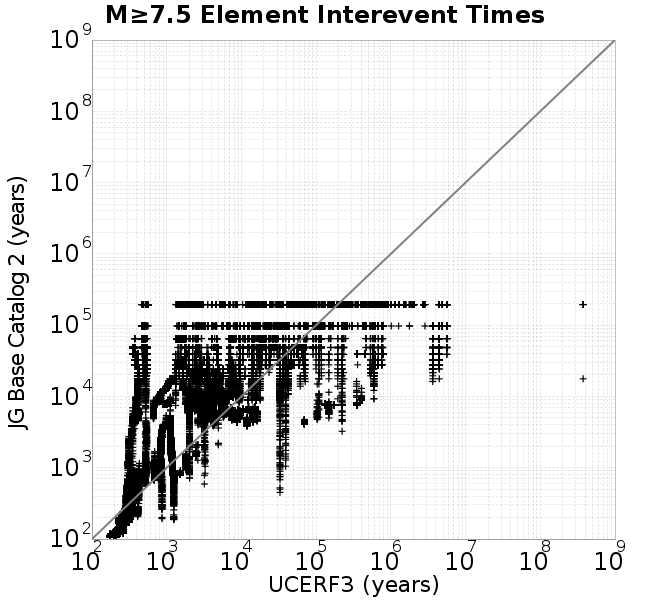 M≥7.5 Element Interevent Times
JG Base Catalog 2 (years)
10^9
10^8
10^7
10^6
10^5
10^4
10^3
10^2
10^2 10^3 10^4 10^5 10^6 10^7 10^8 10^9
UCERF3 (years)